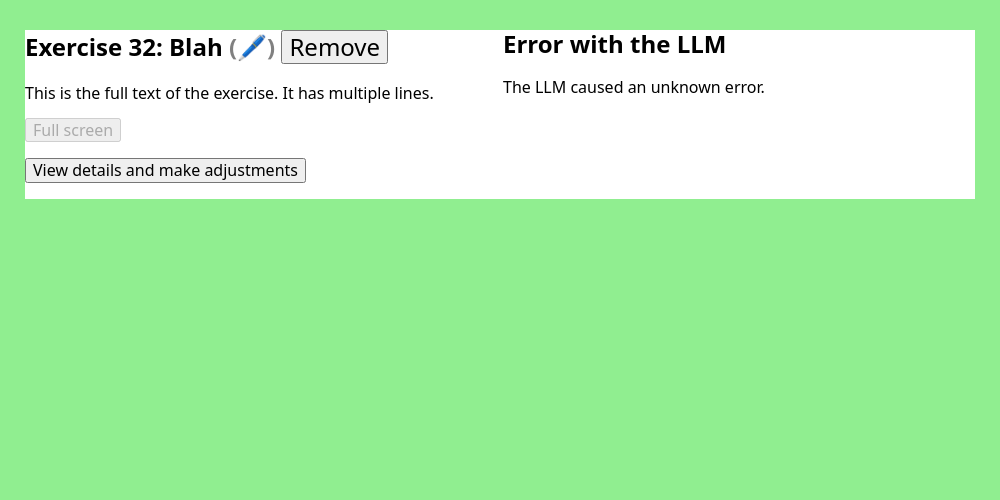 Exercise 32: Blah (🖊️) Remove
This is the full text of the exercise. It has multiple lines.
Full screen
View details and make adjustments
Error with the LLM
The LLM caused an unknown error.